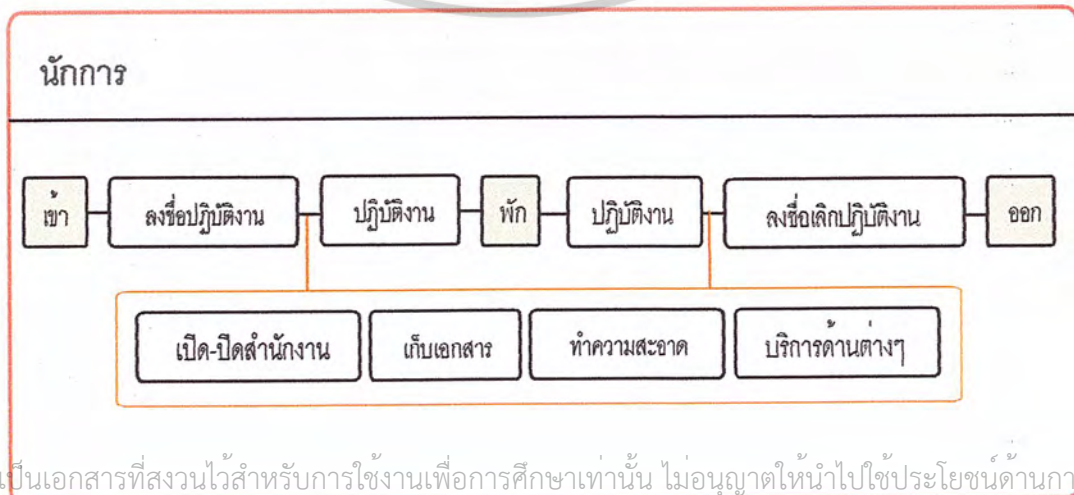 นักการ
เข้า ลงชื่อปฏิบัติงาน ปฏิบัติงาน พัก ปฏิบัติงาน ลงชื่อเลิกปฏิบัติงาน ออก
เปิด-ปิดสำนักงาน เก็บเอกสาร ทำความสะอาด บริการด้านต่างๆ
เป็นเอกสารที่สงวนไว้สำหรับการใช้งานเพื่อการศึกษาเท่านั้น ไม่อนุญาตให้นำไปใช้ประโยชน์ด้านกา